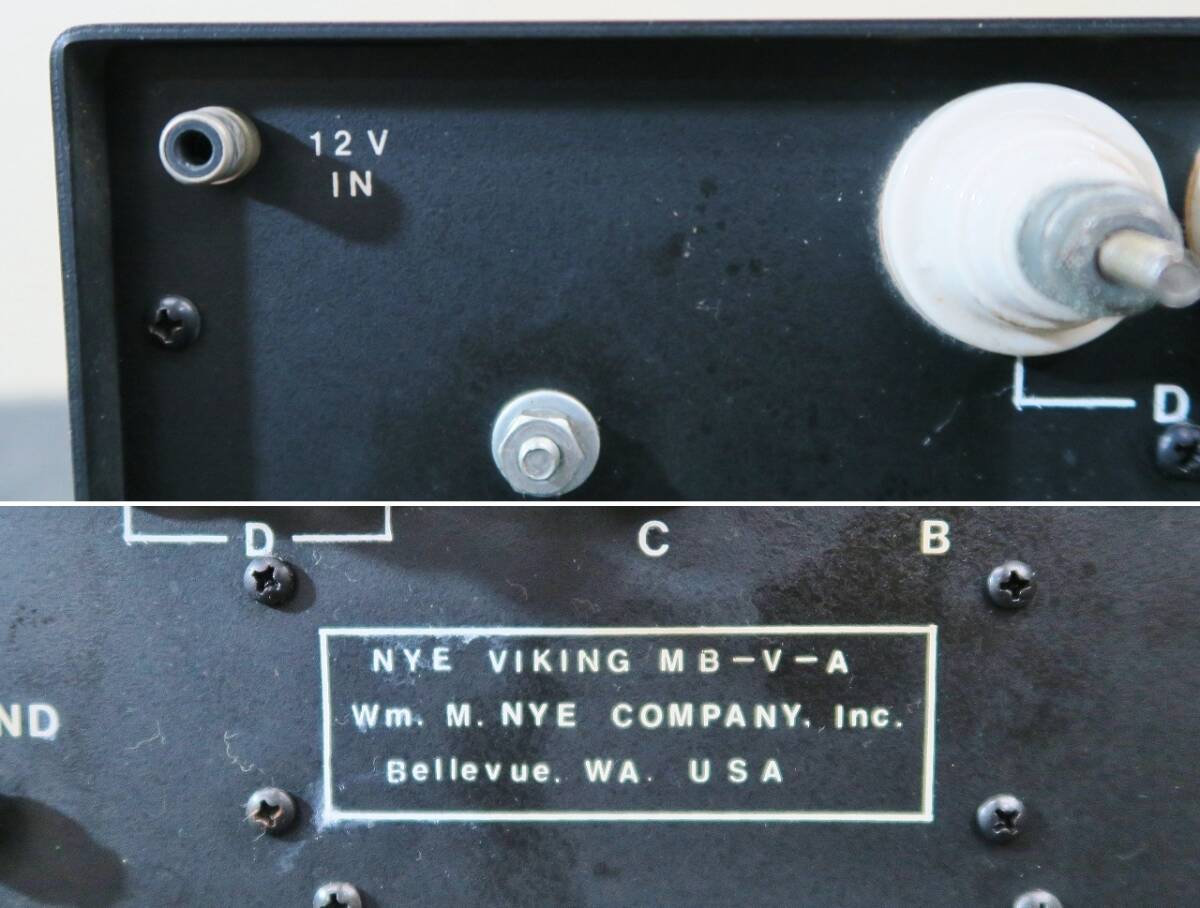 12 V
IN
D
D
C
B
ND
NYE VIKING MB-V-A
Wm. M. NYE COMPANY, Inc.
Bellevue, WA. USA